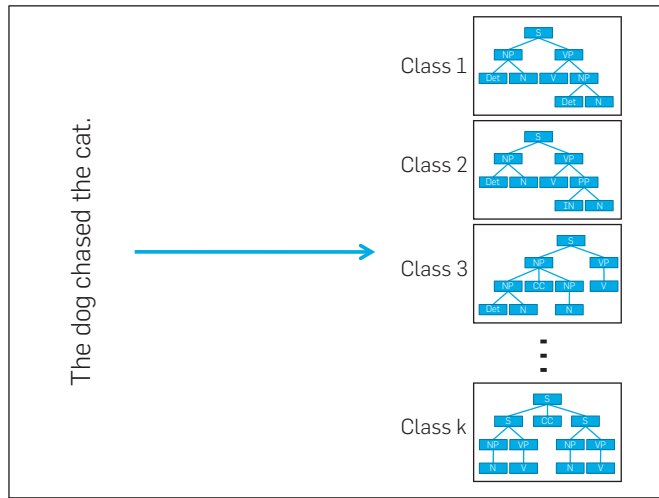 The dog chased the cat.
Class 1
S
NP VP
Det N V NP
Det N
Class 2
S
NP VP
Det N V PP
IN N
Class 3
S
NP VP
NP CC NP V
Det N N
Class k
S
S CC S
NP VP NP VP
N V N V